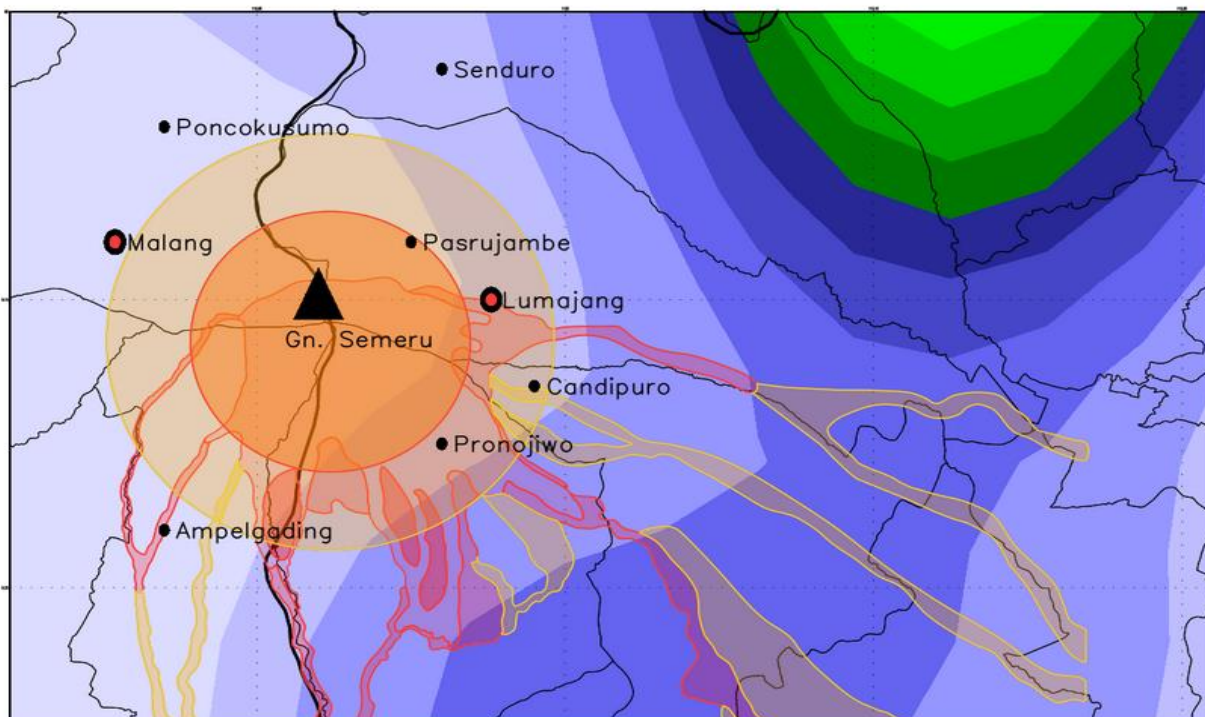 Senduro
Poncokusumo
Malang
Pasrujambe
Lumajang
Gn. Semeru
Candipuro
Pronojiwo
Ampelgading